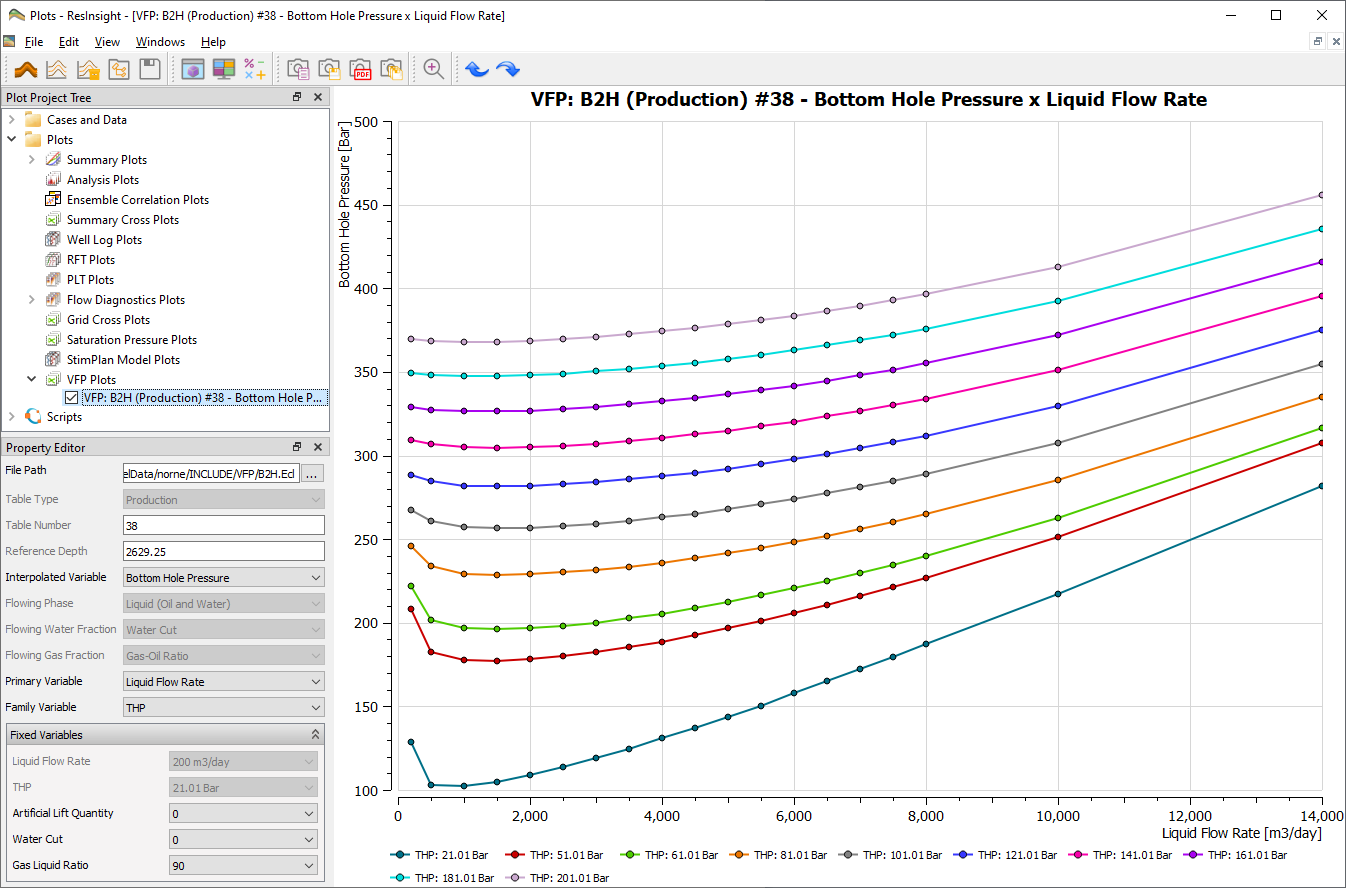 Plots - ResInsight - [VFP: B2H (Production) #38 - Bottom Hole Pressure x Liquid Flow Rate]
File Edit View Windows Help
PDF
Plot Project Tree
Cases and Data
Plots
Summary Plots
Analysis Plots
Ensemble Correlation Plots
Summary Cross Plots
Well Log Plots
RFT Plots
PLT Plots
Flow Diagnostics Plots
Grid Cross Plots
Saturation Pressure Plots
StimPlan Model Plots
VFP Plots
VFP: B2H (Production) #38 - Bottom Hole P...
Scripts
Property Editor
File Path elData/norne/INCLUDE/VFP/B2H.Ecl ...
Table Type Production
Table Number 38
Reference Depth 2629.25
Interpolated Variable Bottom Hole Pressure
Flowing Phase Liquid (Oil and Water)
Flowing Water Fraction Water Cut
Flowing Gas Fraction Gas-Oil Ratio
Primary Variable Liquid Flow Rate
Family Variable THP
Fixed Variables
Liquid Flow Rate 200 m3/day
THP 21.01 Bar
Artificial Lift Quantity 0
Water Cut 0
Gas Liquid Ratio 90
VFP: B2H (Production) #38 - Bottom Hole Pressure x Liquid Flow Rate
Bottom Hole Pressure [Bar]
500
450
400
350
300
250
200
150
100
0 2,000 4,000 6,000 8,000 10,000 12,000 14,000
Liquid Flow Rate [m3/day]
THP: 21.01 Bar THP: 51.01 Bar THP: 61.01 Bar THP: 81.01 Bar THP: 101.01 Bar THP: 121.01 Bar THP: 141.01 Bar THP: 161.01 Bar
THP: 181.01 Bar THP: 201.01 Bar